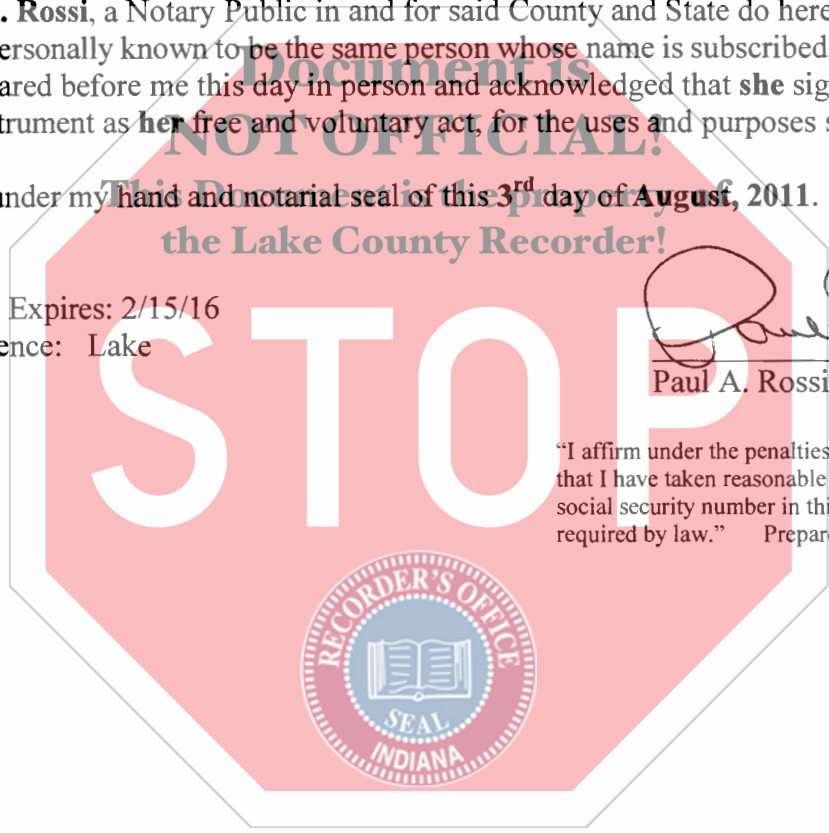 . Rossi, a Notary Public in and for said County and State do here
ersonally known to be the same person whose name is subscribed
Document is
ared before me this day in person and acknowledged that she sig
trument as her free and voluntary act, for the uses and purposes s
NOT OFFICIAL!
under my hand and notarial seal of this 3rd day of August, 2011.
This Document is the property of
the Lake County Recorder!
Expires: 2/15/16
ence: Lake
STOP
Paul
Paul A. Rossi
"I affirm under the penalties
that I have taken reasonable
social security number in thi
required by law." Prepar
RECORDER'S OFFICE
SEAL
INDIANA